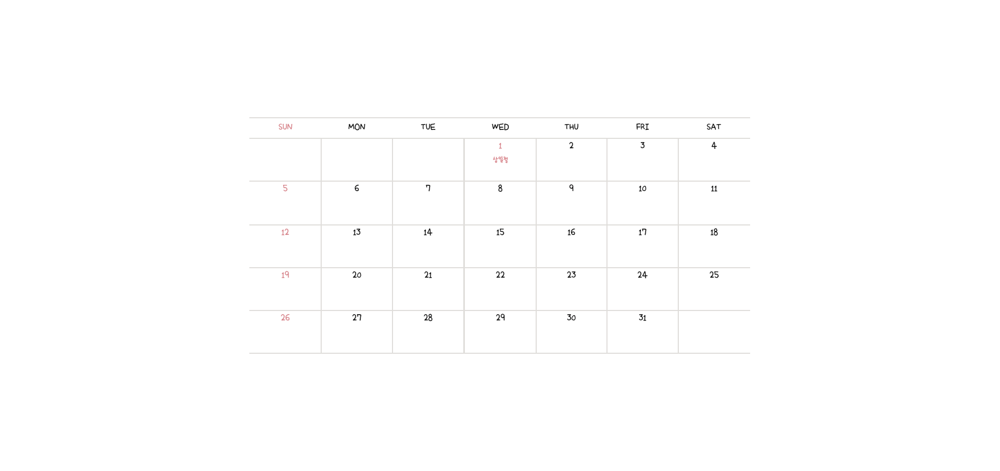 SUN MON TUE WED THU FRI SAT
1 2 3 4
삼일절
5 6 7 8 9 10 11
12 13 14 15 16 17 18
19 20 21 22 23 24 25
26 27 28 29 30 31